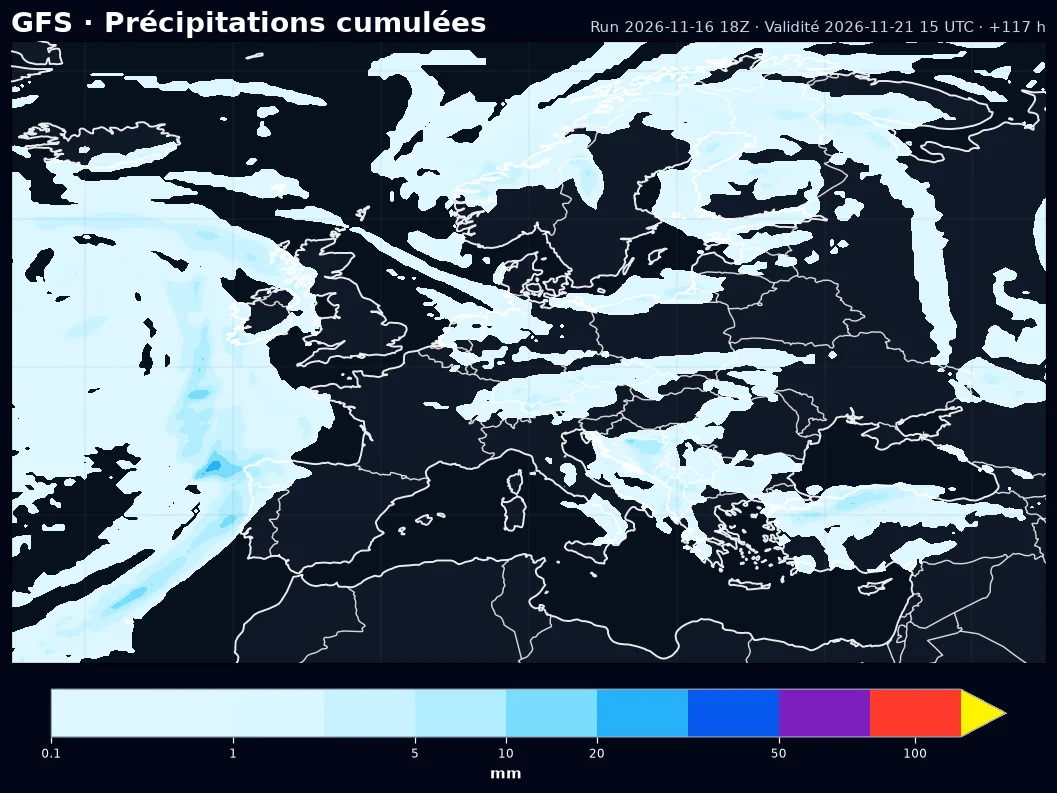 GFS · Précipitations cumulées
Run 2026-11-16 18Z · Validité 2026-11-21 15 UTC · +117 h
0.1 1 5 10 20 50 100
mm